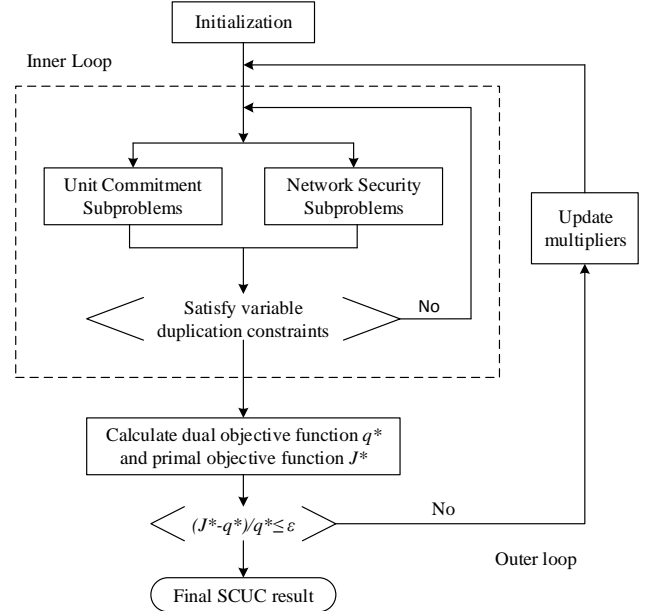 Initialization
Inner Loop
Unit Commitment
Subproblems
Network Security
Subproblems
Update
multipliers
Satisfy variable
duplication constraints
No
Calculate dual objective function q*
and primal objective function J*
(J*-q*)/q*≤ε
No
Outer loop
Final SCUC result